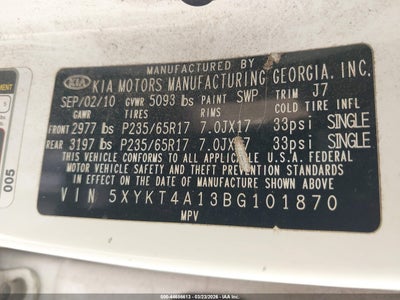 MANUFACTURED BY
KIA KIA MOTORS MANUFACTURING GEORGIA, INC.
SEP/02/10 GVWR 5093 lbs PAINT SWP TRIM J7
GAWR TIRES RIMS COLD TIRE INFL
FRONT 2977 lbs P235/65R17 7.0JX17 33psi SINGLE
REAR 3197 lbs P235/65R17 7.0JX17 33psi SINGLE
THIS VEHICLE CONFORMS TO ALL APPLICABLE U.S.A. FEDERAL
MOTOR VEHICLE SAFETY AND THEFT PREVENTION STANDARDS
IN EFFECT ON THE DATE OF MANUFACTURE SHOWN ABOVE
VIN 5XYKT4A13BG101870
MPV
005